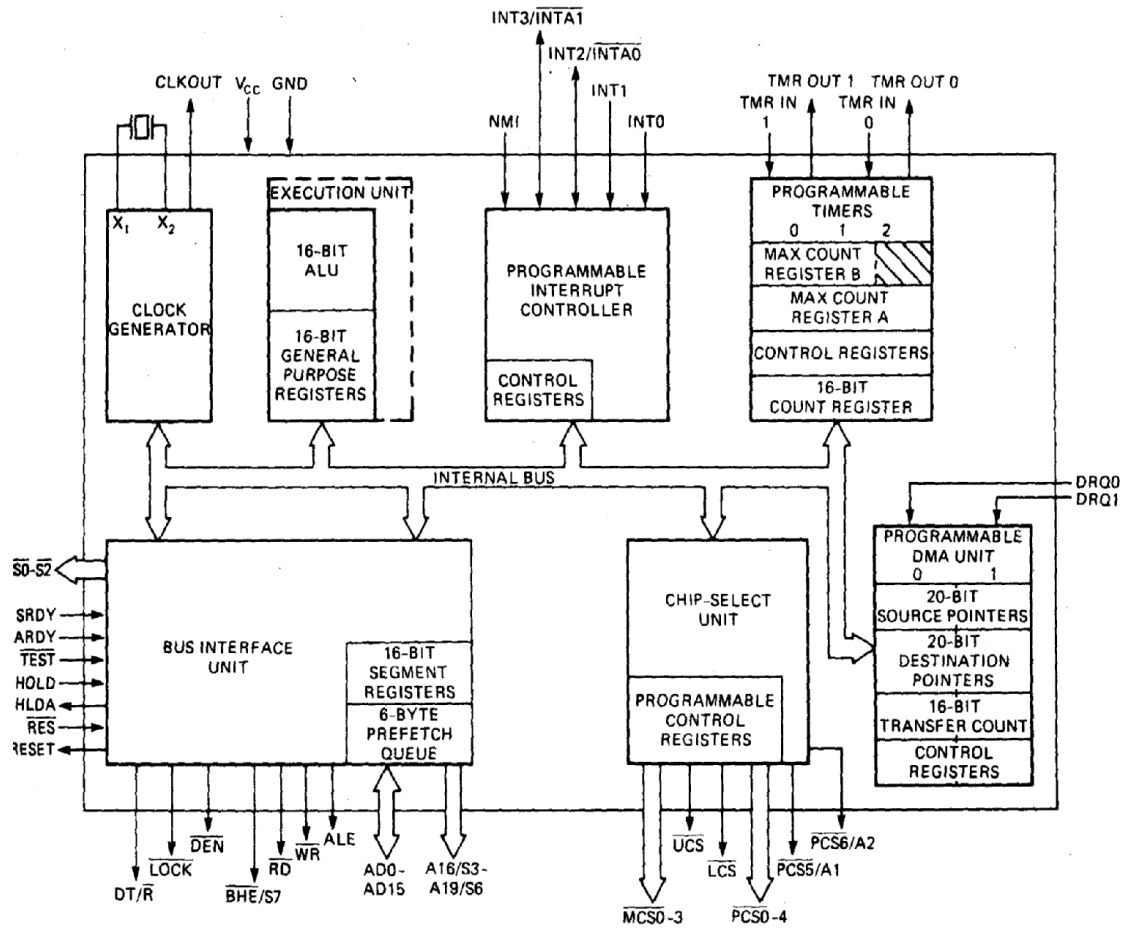 INT3/INTA1
INT2/INTA0
CLKOUT VCC GND
INT1
NMI
INT0
TMR OUT 1 TMR OUT 0
TMR IN TMR IN
1 0
X1 X2
CLOCK
GENERATOR
EXECUTION UNIT
16-BIT
ALU
16-BIT
GENERAL
PURPOSE
REGISTERS
PROGRAMMABLE
INTERRUPT
CONTROLLER
CONTROL
REGISTERS
PROGRAMMABLE
TIMERS
0 1 2
MAX COUNT
REGISTER B
MAX COUNT
REGISTER A
CONTROL REGISTERS
16-BIT
COUNT REGISTER
INTERNAL BUS
DRQ0
DRQ1
PROGRAMMABLE
DMA UNIT
0 1
20-BIT
SOURCE POINTERS
20-BIT
DESTINATION
POINTERS
16-BIT
TRANSFER COUNT
CONTROL
REGISTERS
S0-S2
SRDY
ARDY
TEST
HOLD
HLDA
RES
RESET
BUS INTERFACE
UNIT
16-BIT
SEGMENT
REGISTERS
6-BYTE
PREFETCH
QUEUE
CHIP-SELECT
UNIT
PROGRAMMABLE
CONTROL
REGISTERS
DT/R
LOCK
DEN
BHE/S7
RD
WR
ALE
AD0-
AD15
A16/S3-
A19/S6
MCS0-3
UCS
LCS
PCS0-4
PCS5/A1
PCS6/A2